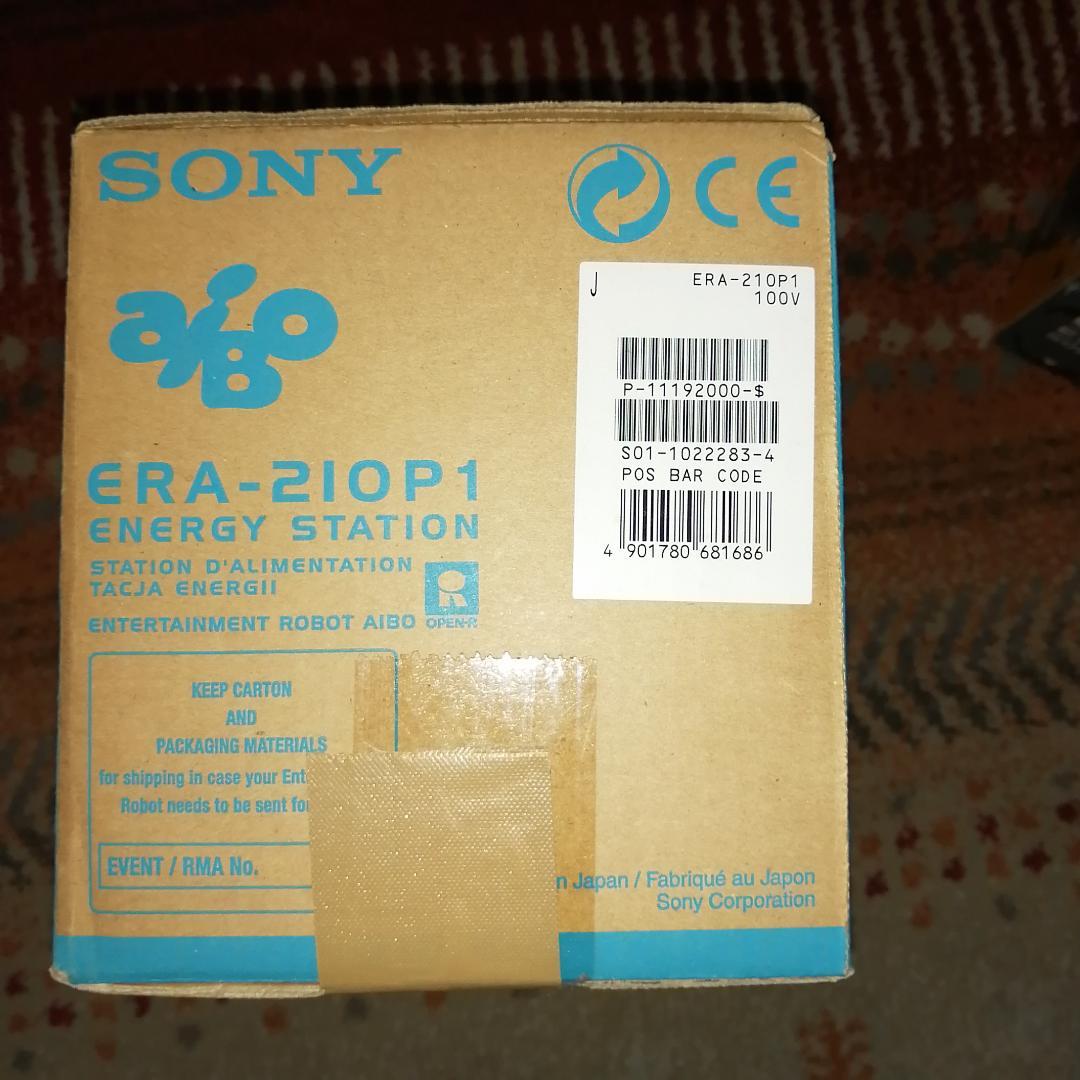 SONY
CE
aiBo
J ERA-210P1
100V
P-11192000-$
S01-1022283-4
POS BAR CODE
4 901780 681686
ERA-210P1
ENERGY STATION
STATION D'ALIMENTATION
TACJA ENERGII
ENTERTAINMENT ROBOT AIBO OPEN-R
KEEP CARTON
AND
PACKAGING MATERIALS
for shipping in case your
Robot needs to be sent
EVENT / RMA No.
Japan / Fabriqué au Japon
Sony Corporation